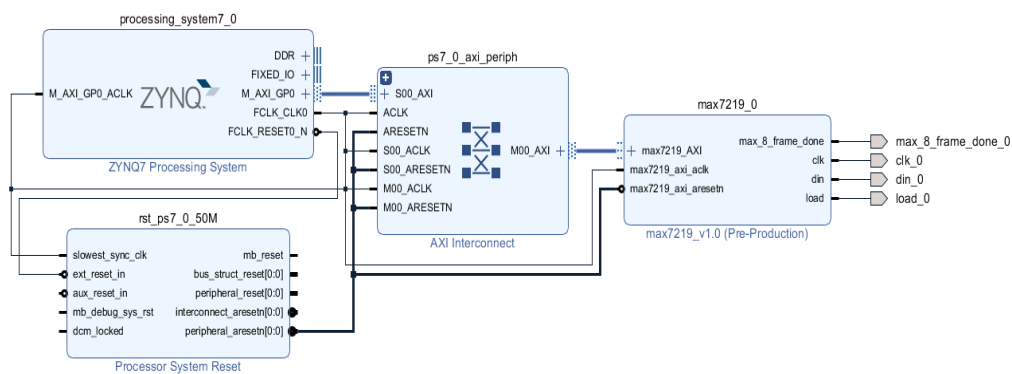 processing_system7_0
DDR
FIXED_IO
M_AXI_GP0_ACLK
ZYNQ
M_AXI_GP0
FCLK_CLK0
FCLK_RESET0_N
ZYNQ7 Processing System
ps7_0_axi_periph
S00_AXI
ACLK
ARESETN
S00_ACLK
M00_AXI
S00_ARESETN
M00_ACLK
M00_ARESETN
AXI Interconnect
max7219_0
max7219_AXI
max7219_axi_aclk
max7219_axi_aresetn
max_8_frame_done
clk
din
load
max7219_v1.0 (Pre-Production)
max_8_frame_done_0
clk_0
din_0
load_0
rst_ps7_0_50M
slowest_sync_clk
ext_reset_in
aux_reset_in
mb_debug_sys_rst
dcm_locked
mb_reset
bus_struct_reset[0:0]
peripheral_reset[0:0]
interconnect_aresetn[0:0]
peripheral_aresetn[0:0]
Processor System Reset